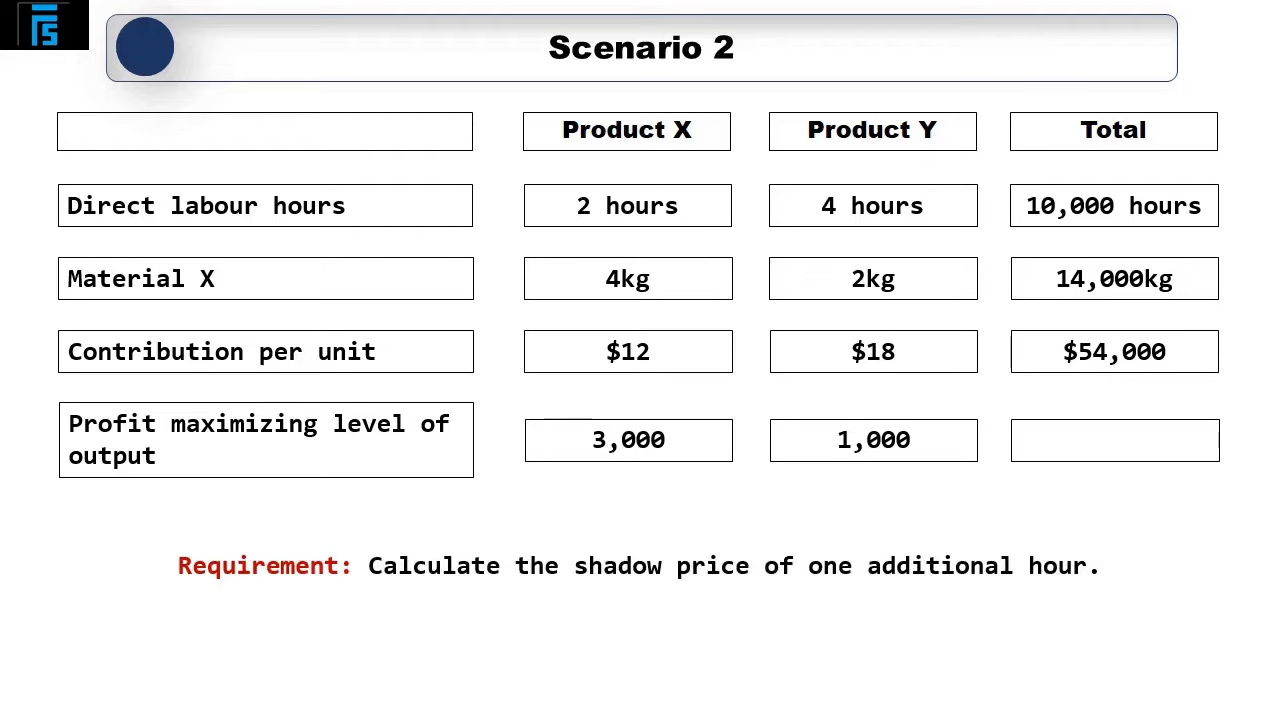 Scenario 2
Product X Product Y Total
Direct labour hours 2 hours 4 hours 10,000 hours
Material X 4kg 2kg 14,000kg
Contribution per unit $12 $18 $54,000
Profit maximizing level of
output 3,000 1,000
Requirement: Calculate the shadow price of one additional hour.